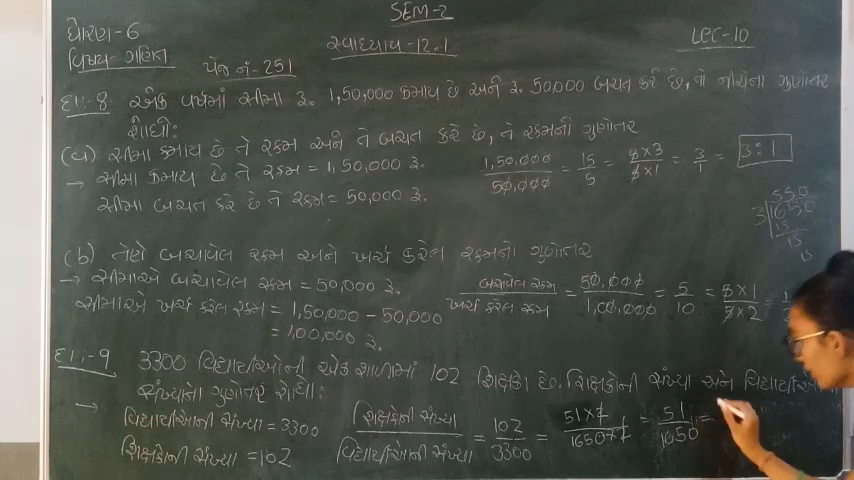 SEM-2
ધોરણ-6
સ્વાધ્યાય-12.1
LEC-10
વિષય-ગણિત
પેજ નં-251
દા.-8 એક વર્ષમાં સીમા રૂ. 1,50,000 કમાય છે અને રૂ. 50,000 બચત કરે છે, તો નીચેના ગુણોત્તર
શોધો:
(a) સીમા કમાય છે તે રકમ અને તે બચત કરે છે, તે રકમની ગુણોત્તર
→ સીમા કમાય છે તે રકમ = 1,50,000 રૂ.
1,50,000 / 50,000 = 15 / 5 = 5×3 / 5×1 = 3 / 1 = 3:1
સીમા બચત કરે છે તે રકમ = 50,000 રૂ.
550
3 1650
15
15
(b) તેણે બચાવેલ રકમ અને ખર્ચ કરેલ રકમનો ગુણોત્તર
→ સીમાએ બચાવેલ રકમ = 50,000 રૂ.
બચાવેલ રકમ / ખર્ચ કરેલ રકમ = 50,000 / 1,00,000 = 5 / 10 = 5×1 / 5×2 =
સીમાએ ખર્ચ કરેલ રકમ = 1,50,000 - 50,000
= 1,00,000 રૂ.
દા.-9 3300 વિદ્યાર્થીઓની એક શાળામાં 102 શિક્ષકો છે. શિક્ષકોની સંખ્યા અને
સંખ્યાનો ગુણોત્તર શોધો:
→ વિદ્યાર્થીઓની સંખ્યા = 3300
શિક્ષકોની સંખ્યા / વિદ્યાર્થીઓની સંખ્યા = 102 / 3300 = 51×2 / 1650×2 = 51 / 1650 =
શિક્ષકોની સંખ્યા = 102